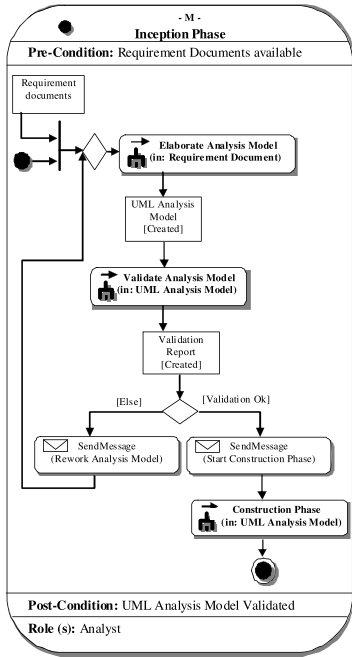 - M -
Inception Phase
Pre-Condition: Requirement Documents available
Requirement
documents
Elaborate Analysis Model
(in: Requirement Document)
UML Analysis
Model
[Created]
Validate Analysis Model
(in: UML Analysis Model)
Validation
Report
[Created]
[Else]
[Validation Ok]
SendMessage
(Rework Analysis Model)
SendMessage
(Start Construction Phase)
Construction Phase
(in: UML Analysis Model)
Post-Condition: UML Analysis Model Validated
Role (s): Analyst